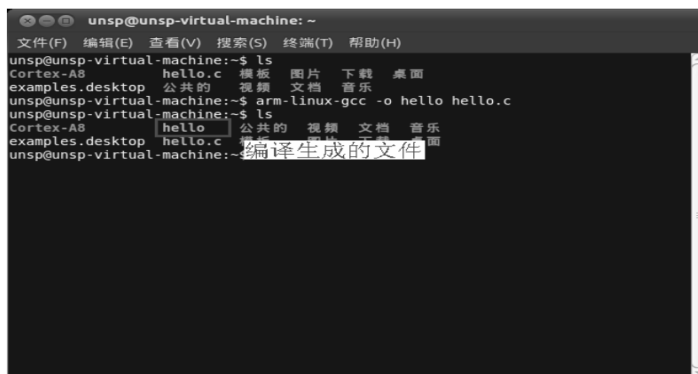 unsp@unsp-virtual-machine: ~
文件(F) 编辑(E) 查看(V) 搜索(S) 终端(T) 帮助(H)
unsp@unsp-virtual-machine:~$ ls
Cortex-A8 hello.c 模板 图片 下载 桌面
examples.desktop 公共的 视频 文档 音乐
unsp@unsp-virtual-machine:~$ arm-linux-gcc -o hello hello.c
unsp@unsp-virtual-machine:~$ ls
Cortex-A8 hello 公共的 视频 文档 音乐
examples.desktop hello.c
unsp@unsp-virtual-machine:~$
编译生成的文件